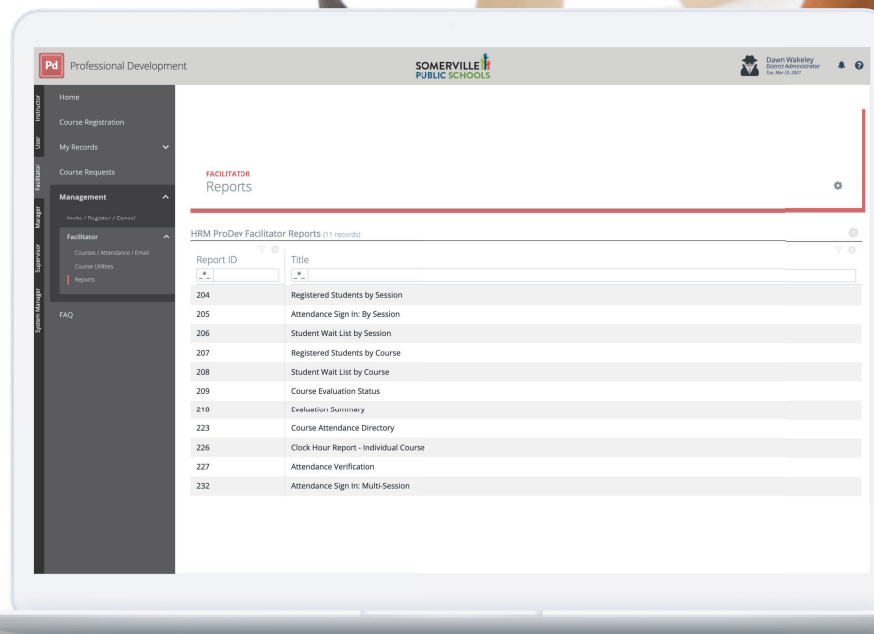 Pd Professional Development
SOMERVILLE
PUBLIC SCHOOLS
Dawn Wakeley
District Administrator
Tue, Mar 23, 2021
Instructor
User
Facilitator
Manager
Supervisor
System Manager
Home
Course Registration
My Records
Course Requests
Management
Invite / Register / Cancel
Facilitator
Courses / Attendance / Email
Course Utilities
Reports
FAQ
FACILITATOR
Reports
HRM ProDev Facilitator Reports (11 records)
Report ID Title
_*_ _*_
204 Registered Students by Session
205 Attendance Sign In: By Session
206 Student Wait List by Session
207 Registered Students by Course
208 Student Wait List by Course
209 Course Evaluation Status
210 Evaluation Summary
223 Course Attendance Directory
226 Clock Hour Report - Individual Course
227 Attendance Verification
232 Attendance Sign In: Multi-Session